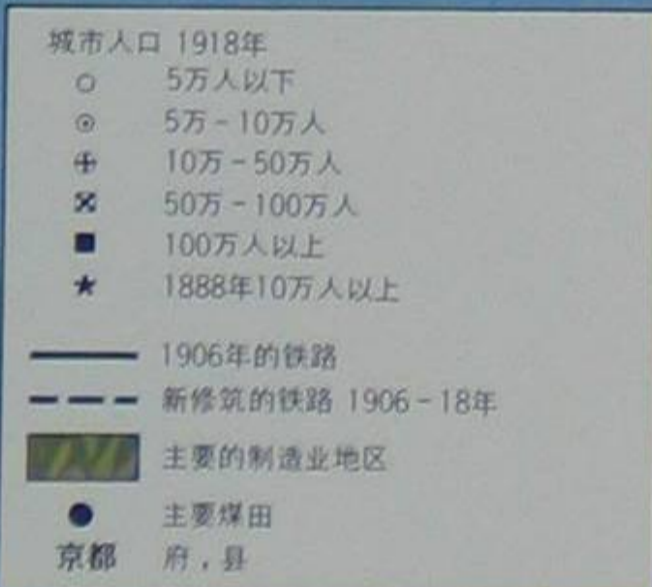 城市人口 1918年
5万人以下
5万-10万人
10万-50万人
50万-100万人
100万人以上
1888年10万人以上
1906年的铁路
新修筑的铁路 1906-18年
主要的制造业地区
主要煤田
京都 府,县